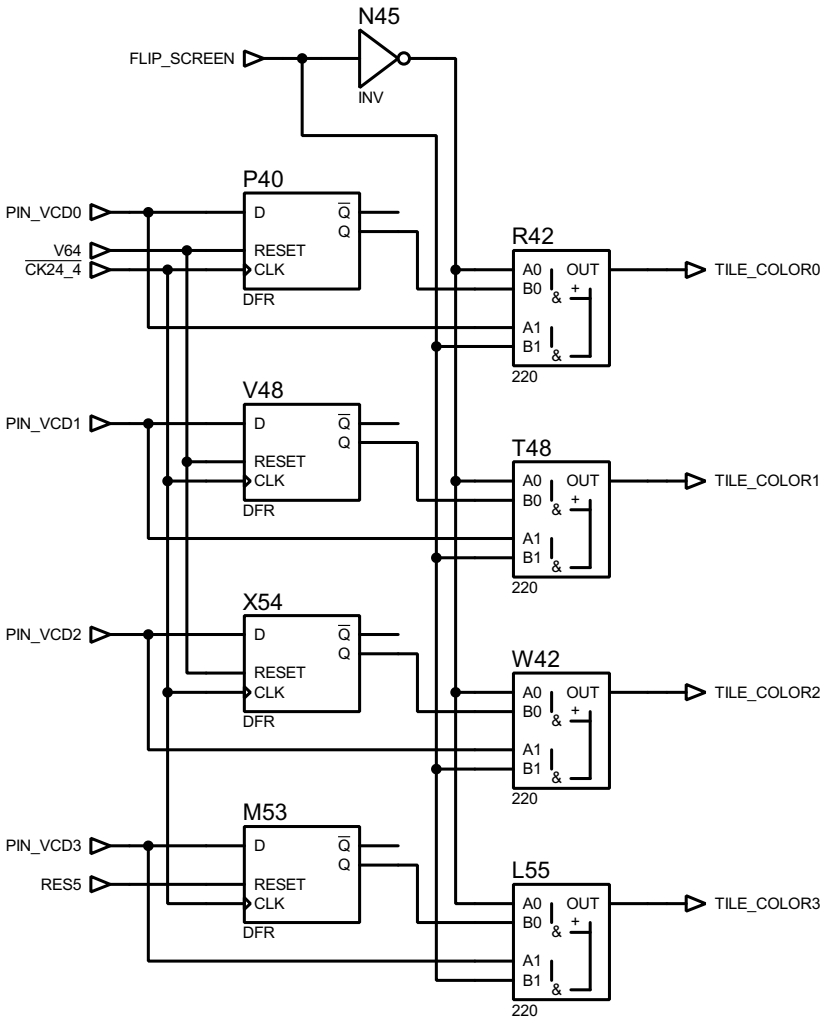 N45
FLIP_SCREEN
INV
P40
PIN_VCD0 D Q
Q
V64 RESET
CK24_4 CLK
DFR
R42
A0 OUT TILE_COLOR0
B0 & +
A1
B1 &
220
V48
PIN_VCD1 D Q
Q
RESET
CLK
DFR
T48
A0 OUT TILE_COLOR1
B0 & +
A1
B1 &
220
X54
PIN_VCD2 D Q
Q
RESET
CLK
DFR
W42
A0 OUT TILE_COLOR2
B0 & +
A1
B1 &
220
M53
PIN_VCD3 D Q
Q
RES5 RESET
CLK
DFR
L55
A0 OUT TILE_COLOR3
B0 & +
A1
B1 &
220